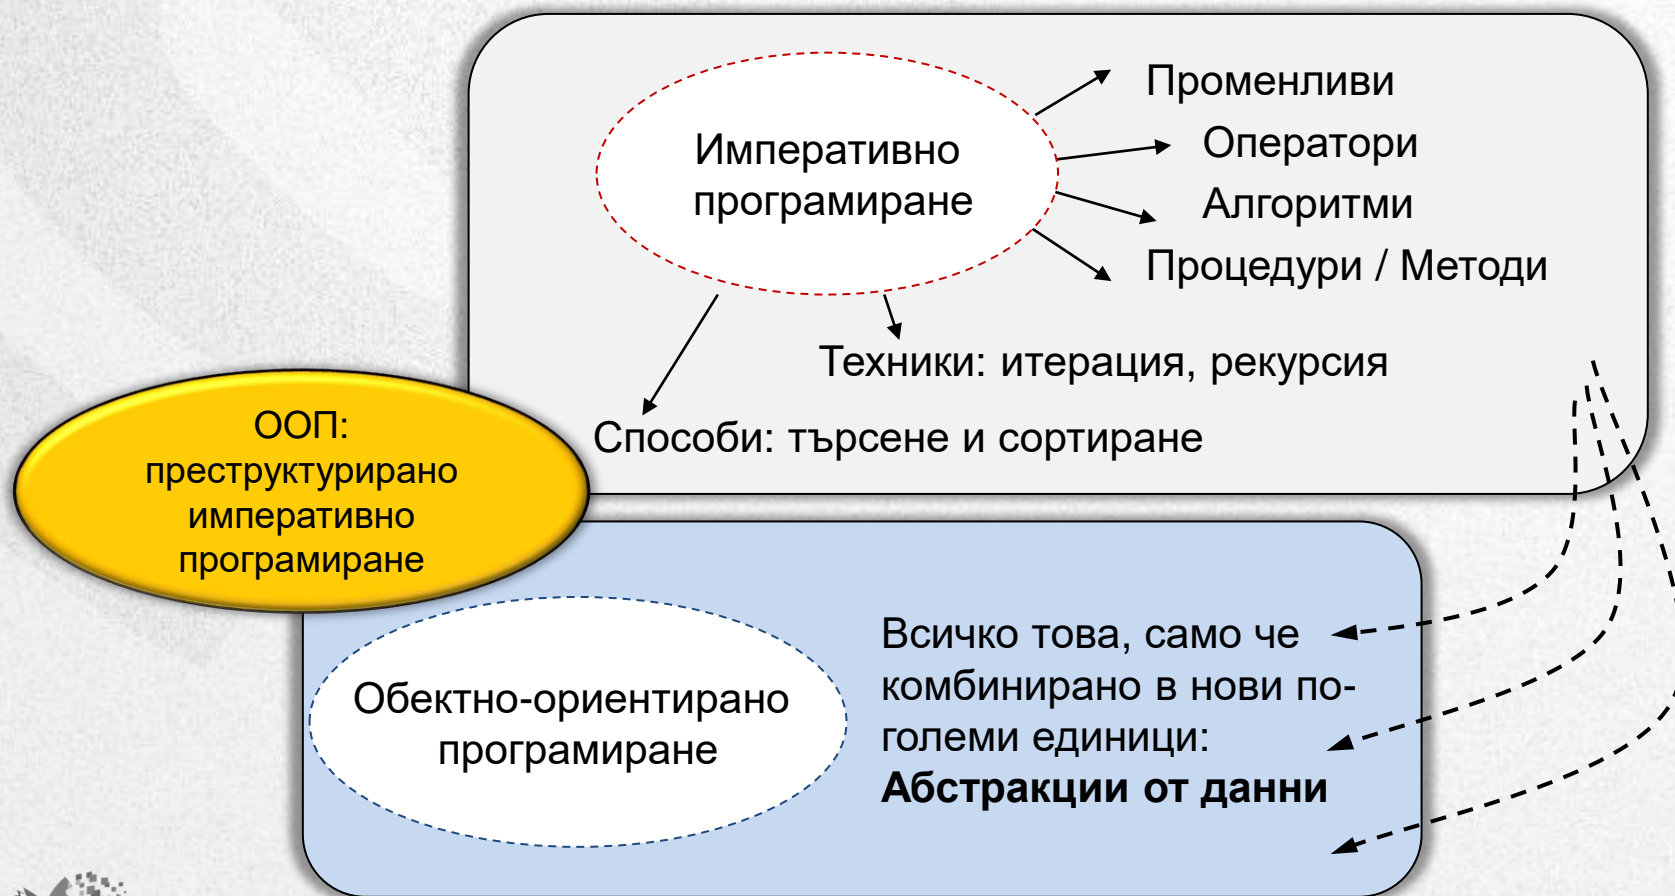 Императивно
програмиране
Променливи
Оператори
Алгоритми
Процедури / Методи
Техники: итерация, рекурсия
Способи: търсене и сортиране
ООП:
преструктурирано
императивно
програмиране
Обектно-ориентирано
програмиране
Всичко това, само че
комбинирано в нови по-
големи единици:
Абстракции от данни